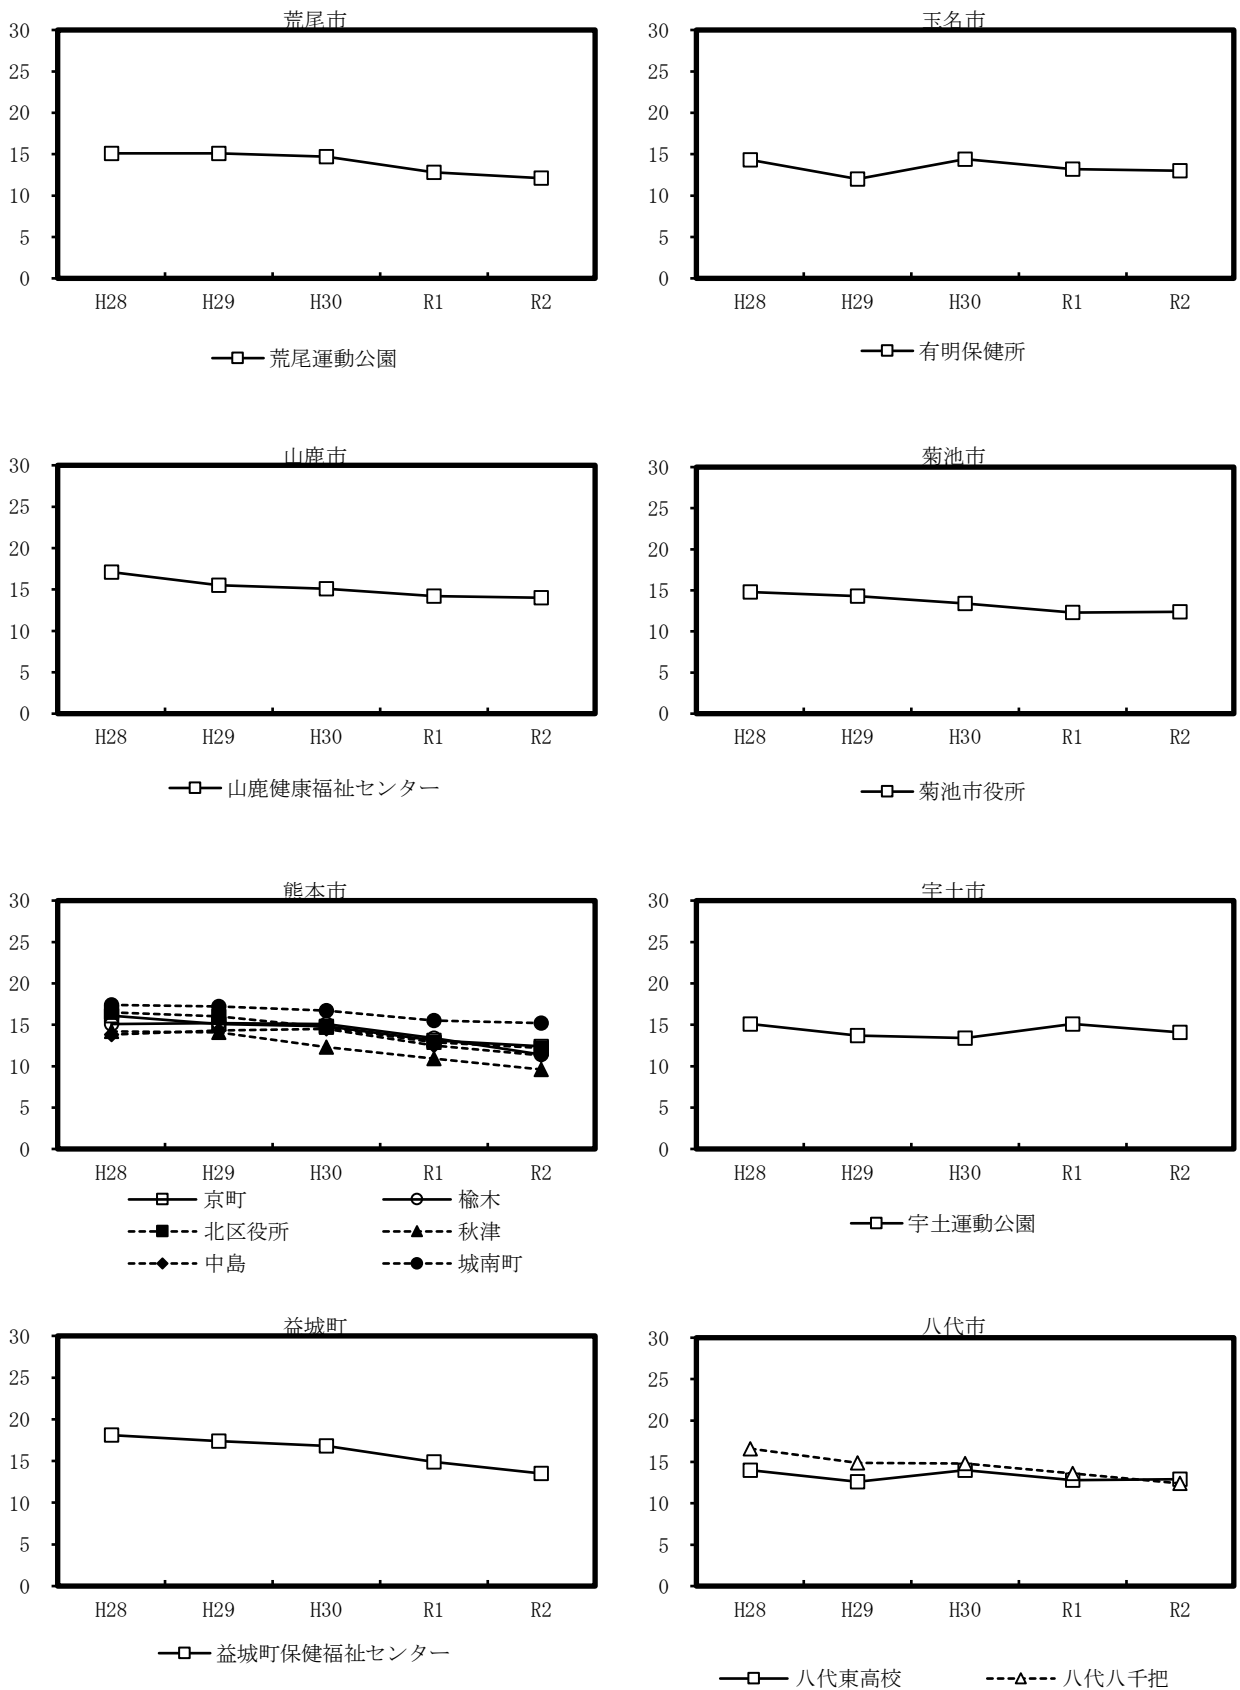 荒尾市
30
25
20
15
10
5
0
H28 H29 H30 R1 R2
荒尾運動公園
玉名市
30
25
20
15
10
5
0
H28 H29 H30 R1 R2
有明保健所
山鹿市
30
25
20
15
10
5
0
H28 H29 H30 R1 R2
山鹿健康福祉センター
菊池市
30
25
20
15
10
5
0
H28 H29 H30 R1 R2
菊池市役所
熊本市
30
25
20
15
10
5
0
H28 H29 H30 R1 R2
京町 楡木
北区役所 秋津
中島 城南町
宇土市
30
25
20
15
10
5
0
H28 H29 H30 R1 R2
宇土運動公園
益城町
30
25
20
15
10
5
0
H28 H29 H30 R1 R2
益城町保健福祉センター
八代市
30
25
20
15
10
5
0
H28 H29 H30 R1 R2
八代東高校 八代八千把